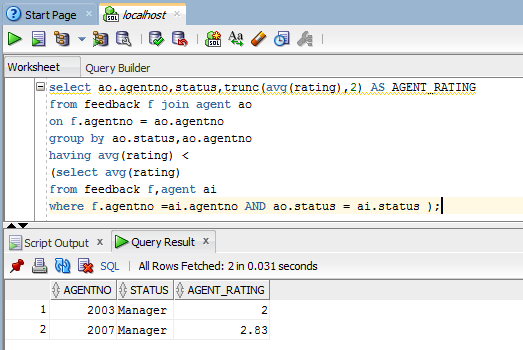 Start Page
localhost
SQL
Aa
Worksheet
Query Builder
select ao.agentno,status,trunc(avg(rating),2) AS AGENT_RATING
from feedback f join agent ao
on f.agentno = ao.agentno
group by ao.status,ao.agentno
having avg(rating) <
(select avg(rating)
from feedback f,agent ai
where f.agentno =ai.agentno AND ao.status = ai.status );
Script Output x Query Result x
SQL | All Rows Fetched: 2 in 0.031 seconds
AGENTNO STATUS AGENT_RATING
1 2003 Manager 2
2 2007 Manager 2.83